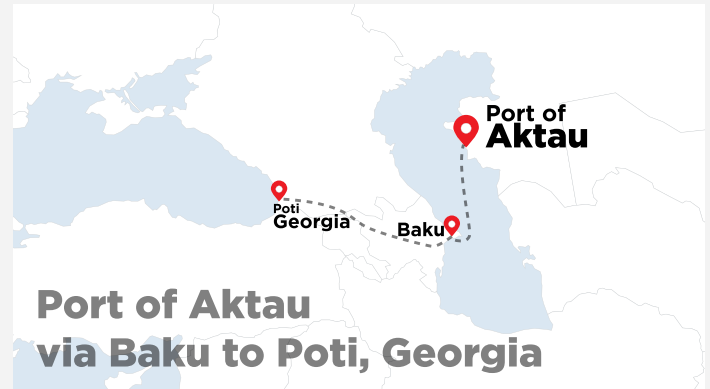 Port of
Aktau
Poti
Georgia
Baku
Port of Aktau
via Baku to Poti, Georgia